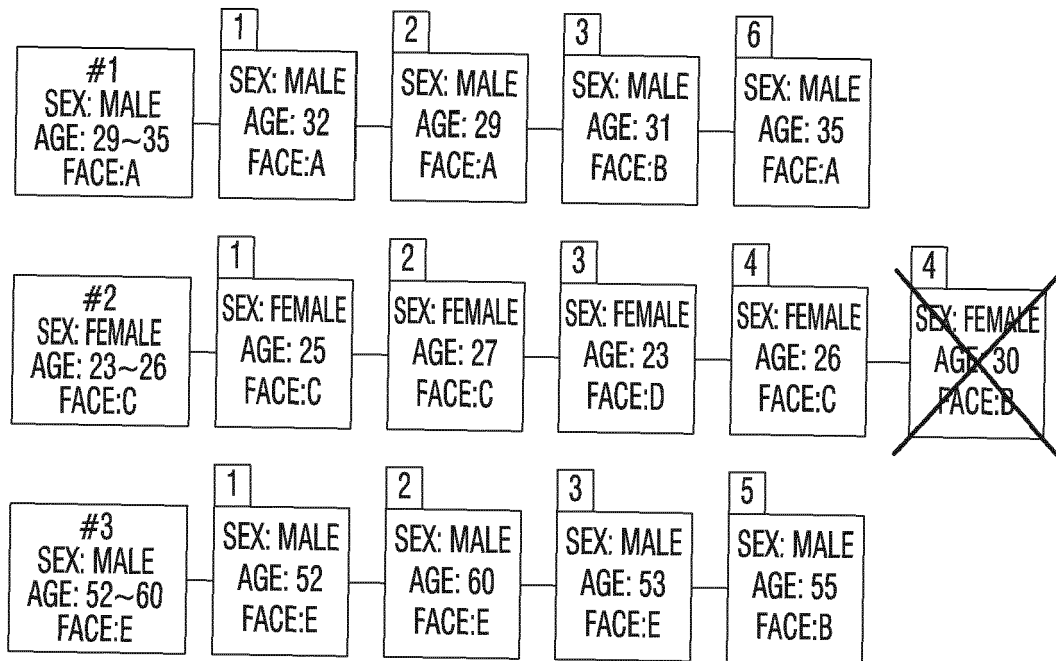 1
2
3
6
#1
SEX: MALE
AGE: 29~35
FACE:A
SEX: MALE
AGE: 32
FACE:A
SEX: MALE
AGE: 29
FACE:A
SEX: MALE
AGE: 31
FACE:B
SEX: MALE
AGE: 35
FACE:A
1
2
3
4
4
#2
SEX: FEMALE
AGE: 23~26
FACE:C
SEX: FEMALE
AGE: 25
FACE:C
SEX: FEMALE
AGE: 27
FACE:C
SEX: FEMALE
AGE: 23
FACE:D
SEX: FEMALE
AGE: 26
FACE:C
SEX: FEMALE
AGE: 30
FACE:B
1
2
3
5
#3
SEX: MALE
AGE: 52~60
FACE:E
SEX: MALE
AGE: 52
FACE:E
SEX: MALE
AGE: 60
FACE:E
SEX: MALE
AGE: 53
FACE:E
SEX: MALE
AGE: 55
FACE:B